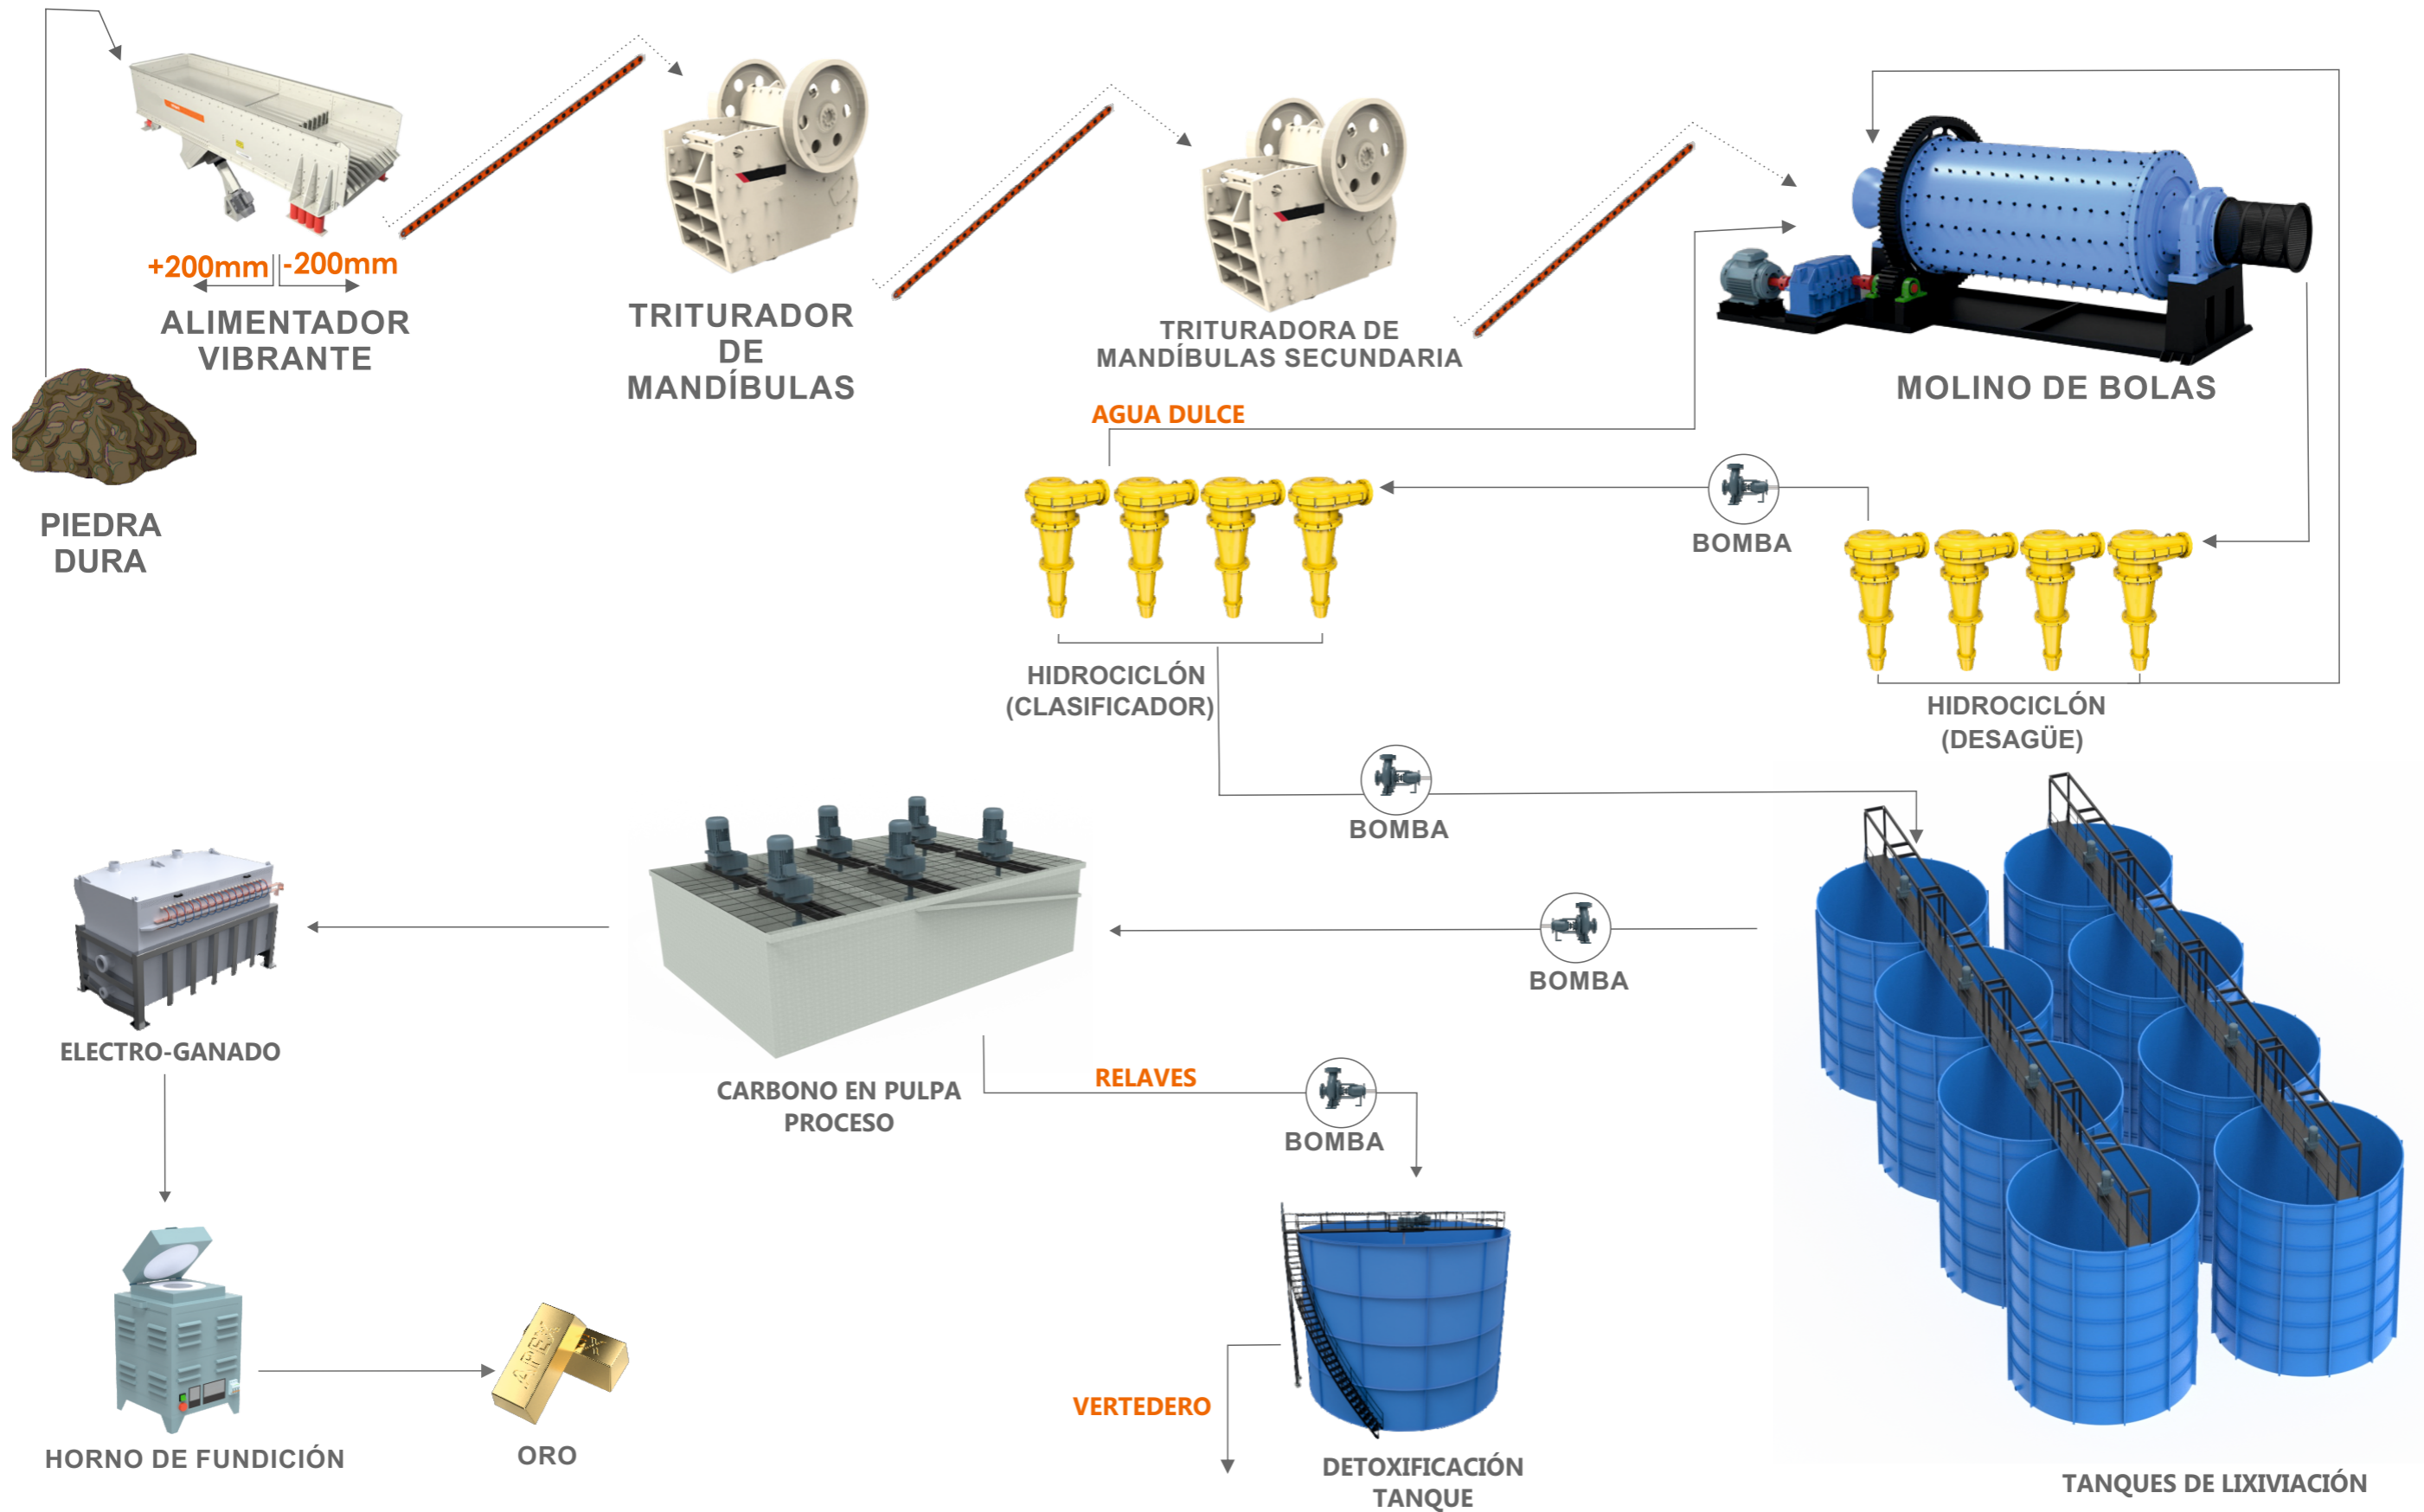 +200mm
-200mm
ALIMENTADOR
VIBRANTE
TRITURADOR
DE
MANDÍBULAS
TRITURADORA DE
MANDÍBULAS SECUNDARIA
MOLINO DE BOLAS
PIEDRA
DURA
AGUA DULCE
BOMBA
HIDROCICLÓN
(CLASIFICADOR)
HIDROCICLÓN
(DESAGÜE)
BOMBA
BOMBA
ELECTRO-GANADO
CARBONO EN PULPA
PROCESO
RELAVES
BOMBA
HORNO DE FUNDICIÓN
APEX
ORO
VERTEDERO
DETOXIFICACIÓN
TANQUE
TANQUES DE LIXIVIACIÓN